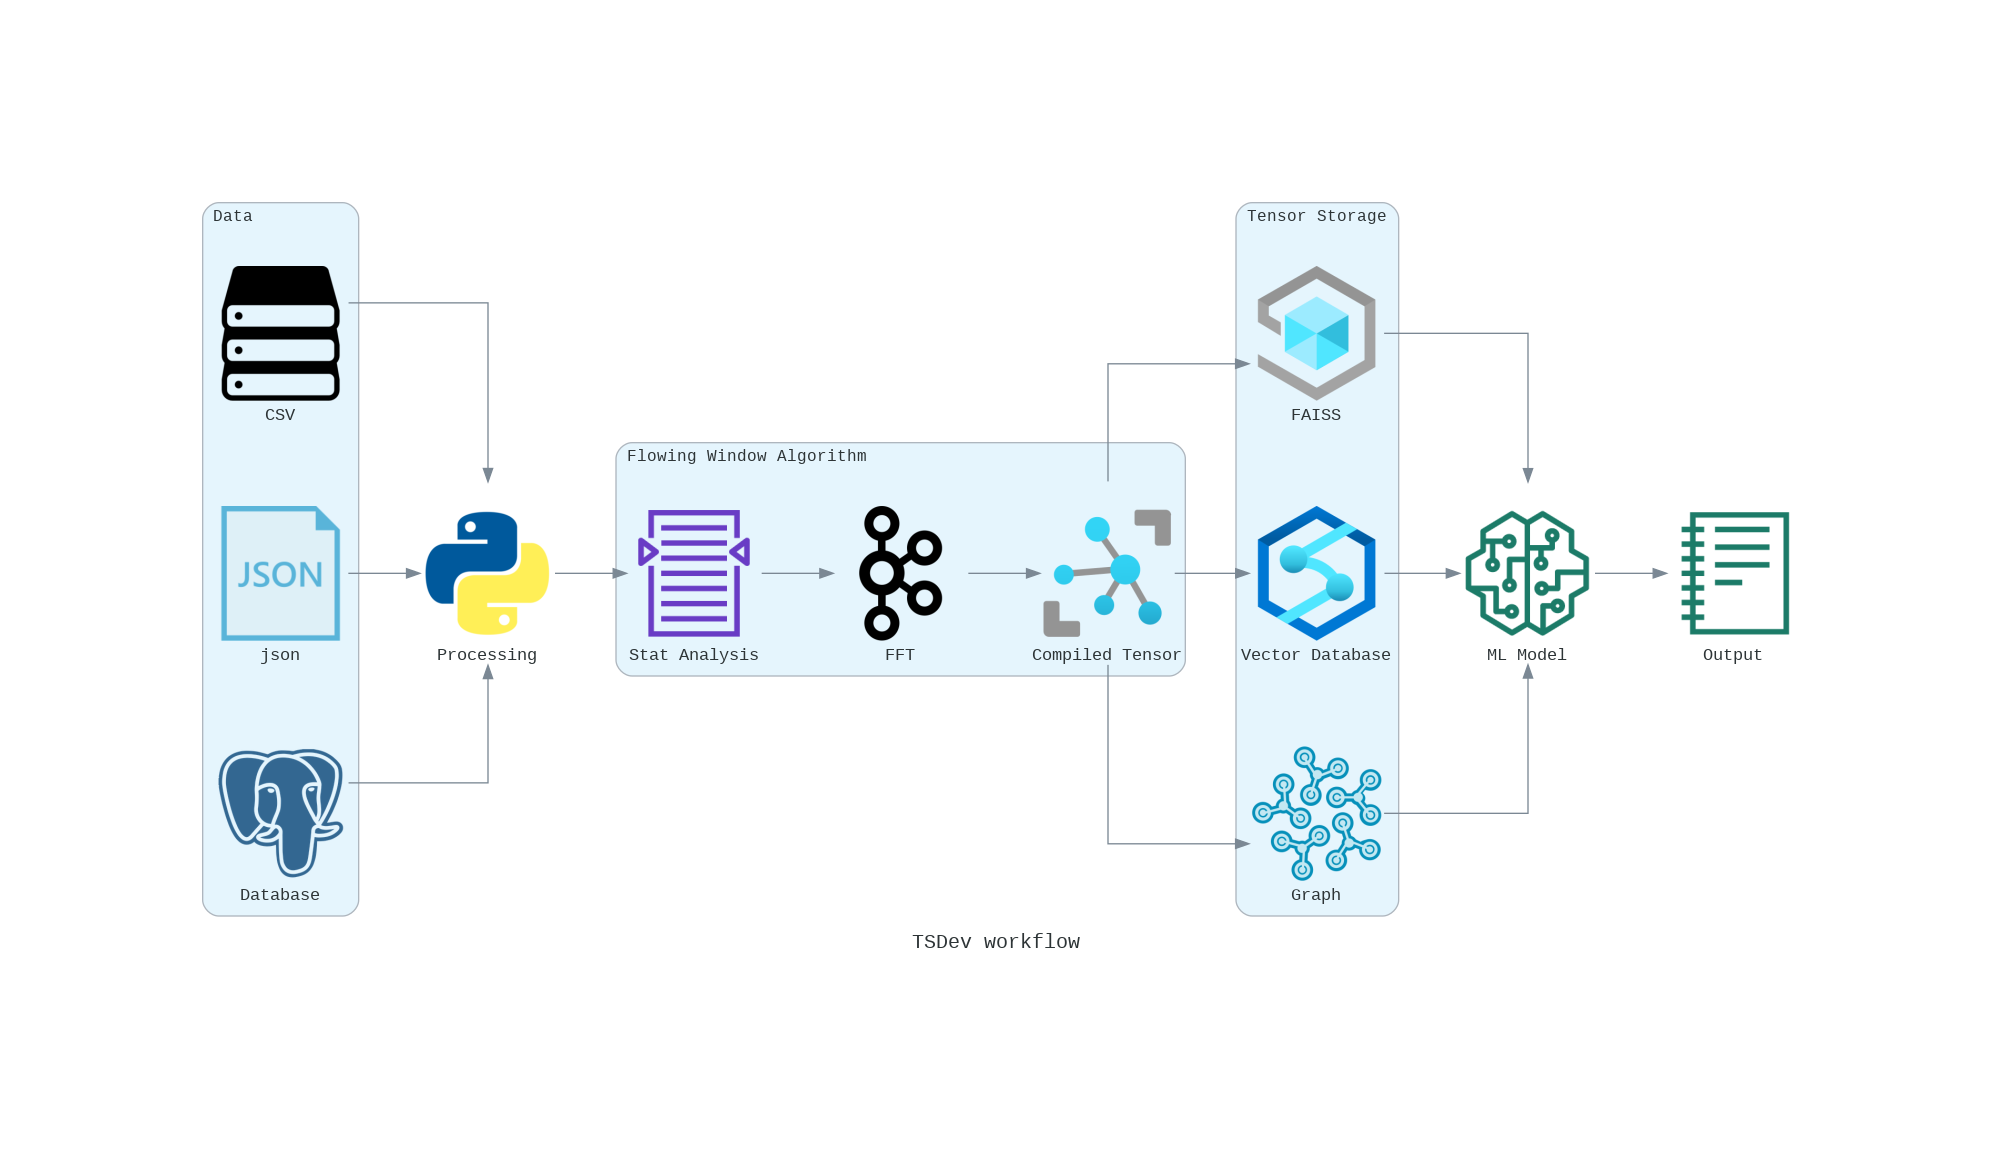 Data
CSV
JSON
json
Database
Processing
Flowing Window Algorithm
Stat Analysis
FFT
Compiled Tensor
Tensor Storage
FAISS
Vector Database
Graph
ML Model
Output
TSDev workflow